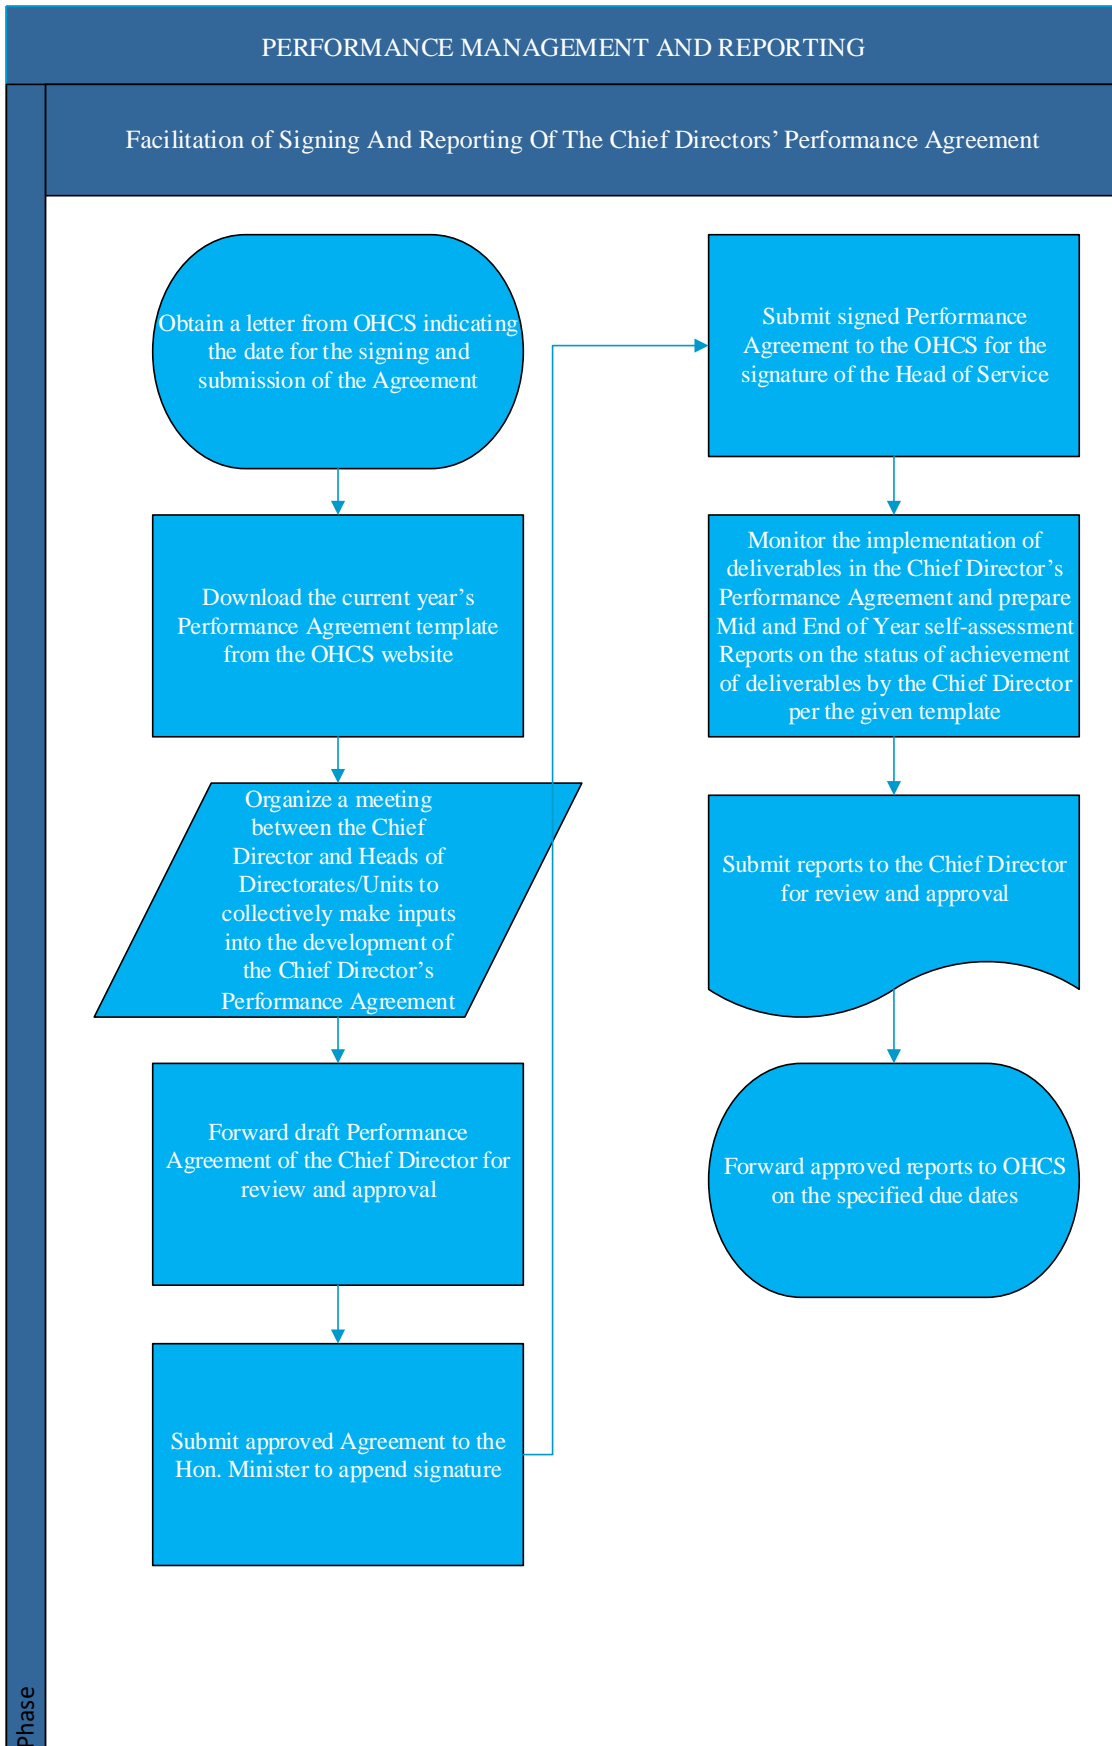 PERFORMANCE MANAGEMENT AND REPORTING
Facilitation of Signing And Reporting Of The Chief Directors’ Performance Agreement
Obtain a letter from OHCS indicating
the date for the signing and
submission of the Agreement
Download the current year’s
Performance Agreement template
from the OHCS website
Organize a meeting
between the Chief
Director and Heads of
Directorates/Units to
collectively make inputs
into the development of
the Chief Director’s
Performance Agreement
Forward draft Performance
Agreement of the Chief Director for
review and approval
Submit approved Agreement to the
Hon. Minister to append signature
Submit signed Performance
Agreement to the OHCS for the
signature of the Head of Service
Monitor the implementation of
deliverables in the Chief Director’s
Performance Agreement and prepare
Mid and End of Year self-assessment
Reports on the status of achievement
of deliverables by the Chief Director
per the given template
Submit reports to the Chief Director
for review and approval
Forward approved reports to OHCS
on the specified due dates
Phase